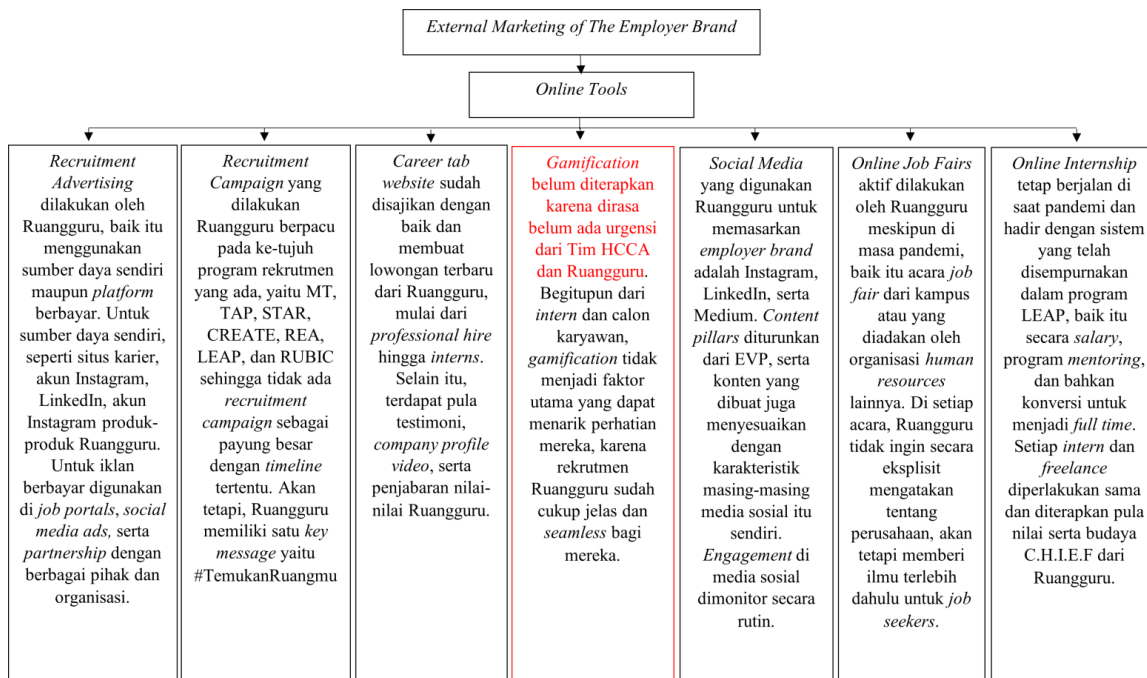 External Marketing of The Employer Brand
Online Tools
Recruitment
Advertising
dilakukan oleh
Ruangguru, baik itu
menggunakan
sumber daya sendiri
maupun platform
berbayar. Untuk
sumber daya sendiri,
seperti situs karier,
akun Instagram,
LinkedIn, akun
Instagram produk-
produk Ruangguru.
Untuk iklan
berbayar digunakan
di job portals, social
media ads, serta
partnership dengan
berbagai pihak dan
organisasi.
Recruitment
Campaign yang
dilakukan
Ruangguru berpacu
pada ke-tujuh
program rekrutmen
yang ada, yaitu MT,
TAP, STAR,
CREATE, REA,
LEAP, dan RUBIC
sehingga tidak ada
recruitment
campaign sebagai
payung besar
dengan timeline
tertentu. Akan
tetapi, Ruangguru
memiliki satu key
message yaitu
#TemukanRuangmu
Career tab
website sudah
disajikan dengan
baik dan
membuat
lowongan terbaru
dari Ruangguru,
mulai dari
professional hire
hingga interns.
Selain itu,
terdapat pula
testimoni,
company profile
video, serta
penjabaran nilai-
nilai Ruangguru.
Gamification
belum diterapkan
karena dirasa
belum ada urgensi
dari Tim HCCA
dan Ruangguru.
Begitupun dari
intern dan calon
karyawan,
gamification tidak
menjadi faktor
utama yang dapat
menarik perhatian
mereka, karena
rekrutmen
Ruangguru sudah
cukup jelas dan
seamless bagi
mereka.
Social Media
yang digunakan
Ruangguru untuk
memasarkan
employer brand
adalah Instagram,
LinkedIn, serta
Medium. Content
pillars diturunkan
dari EVP, serta
konten yang
dibuat juga
menyesuaikan
dengan
karakteristik
masing-masing
media sosial itu
sendiri.
Engagement di
media sosial
dimonitor secara
rutin.
Online Job Fairs
aktif dilakukan
oleh Ruangguru
meskipun di
masa pandemi,
baik itu acara job
fair dari kampus
atau yang
diadakan oleh
organisasi human
resources
lainnya. Di setiap
acara, Ruangguru
tidak ingin secara
eksplisit
mengatakan
tentang
perusahaan, akan
tetapi memberi
ilmu terlebih
dahulu untuk job
seekers.
Online Internship
tetap berjalan di
saat pandemi dan
hadir dengan sistem
yang telah
disempurnakan
dalam program
LEAP, baik itu
secara salary,
program mentoring,
dan bahkan
konversi untuk
menjadi full time.
Setiap intern dan
freelance
diperlakukan sama
dan diterapkan pula
nilai serta budaya
C.H.I.E.F dari
Ruangguru.